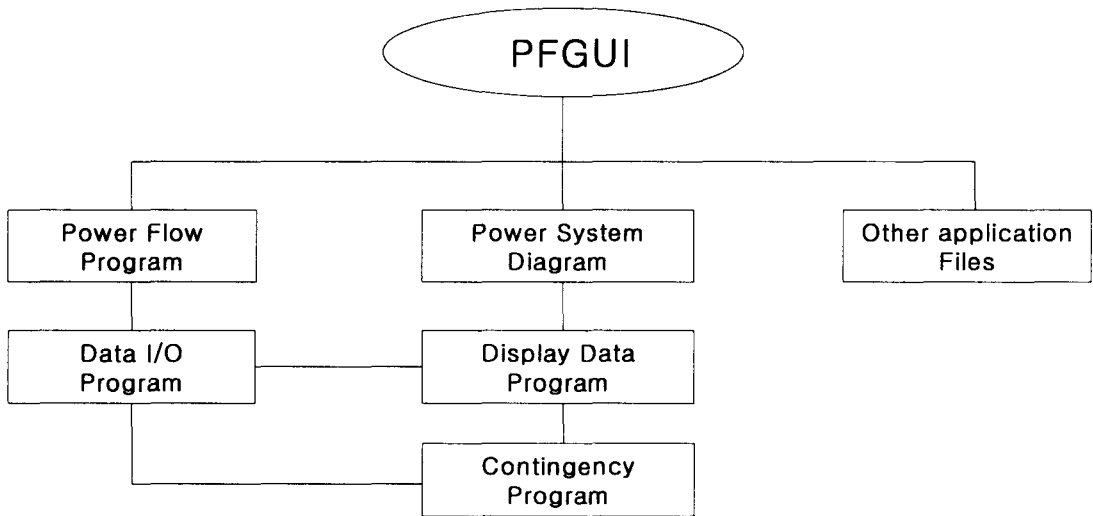 PFGUI
Power Flow
Program
Power System
Diagram
Other application
Files
Data I/O
Program
Display Data
Program
Contingency
Program